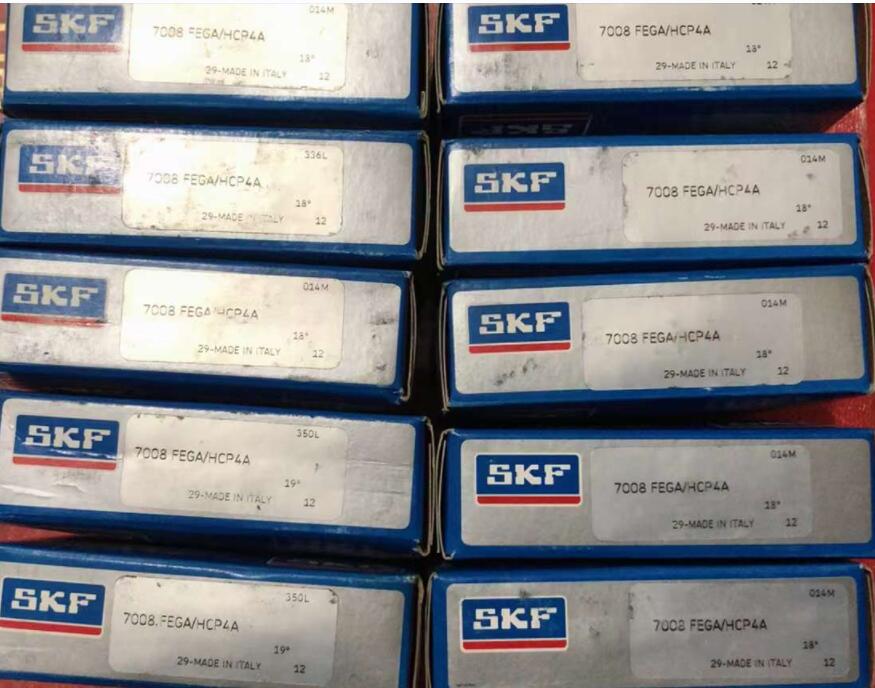 SKF
014M
7008 FEGA/HCP4A
18°
29-MADE IN ITALY 12
SKF
7008 FEGA/HCP4A
18°
29-MADE IN ITALY 12
SKF
SKF
336L
7008 FEGA/HCP4A
18°
29-MADE IN ITALY 12
SKF
014M
7008 FEGA/HCP4A
18°
29-MADE IN ITALY 12
SKF
014M
7008 FEGA/HCP4A
18°
29-MADE IN ITALY 12
SKF
014M
7008 FEGA/HCP4A
18°
29-MADE IN ITALY 12
SKF
350L
7008 FEGA/HCP4A
19°
29-MADE IN ITALY 12
SKF
014M
7008 FEGA/HCP4A
18°
29-MADE IN ITALY 12
SKF
350L
7008 FEGA/HCP4A
19°
29-MADE IN ITALY 12
SKF
014M
7008 FEGA/HCP4A
18°
29-MADE IN ITALY 12